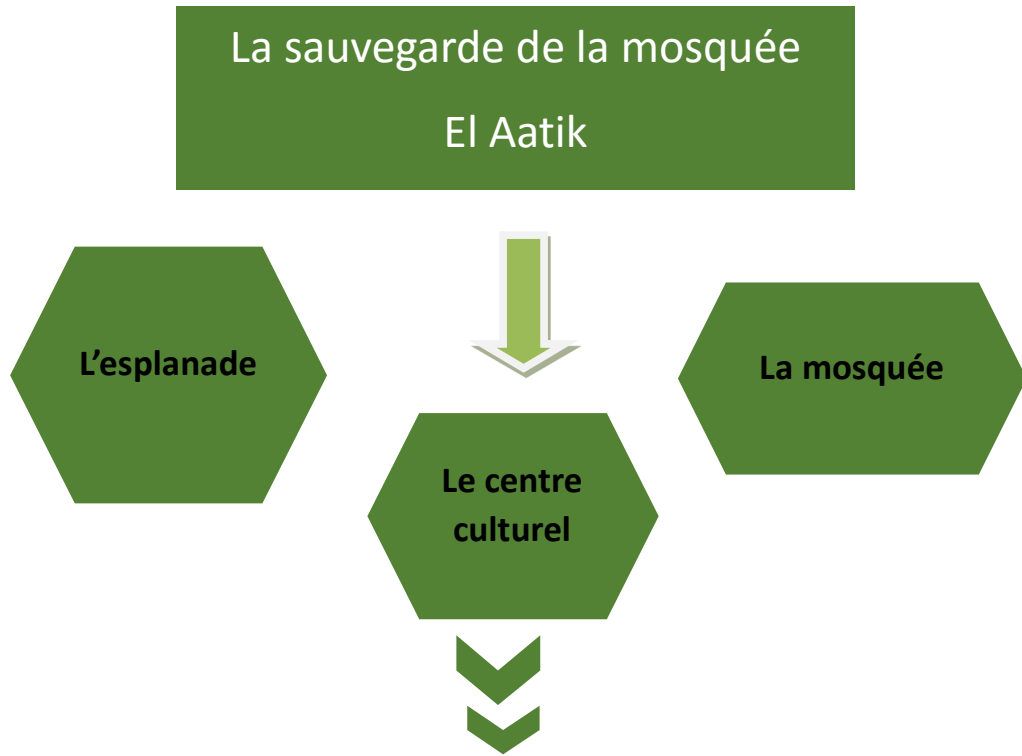 La sauvegarde de la mosquée
El Aatik
L’esplanade
La mosquée
Le centre
culturel